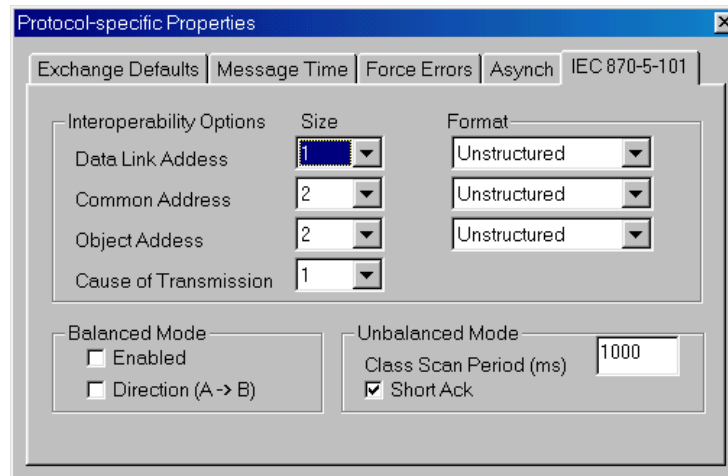 Protocol-specific Properties
Exchange Defaults Message Time Force Errors Asynch IEC 870-5-101
Interoperability Options Size Format
Data Link Addess 1 Unstructured
Common Address 2 Unstructured
Object Addess 2 Unstructured
Cause of Transmission 1
Balanced Mode
Enabled
Direction (A -> B)
Unbalanced Mode
Class Scan Period (ms) 1000
Short Ack